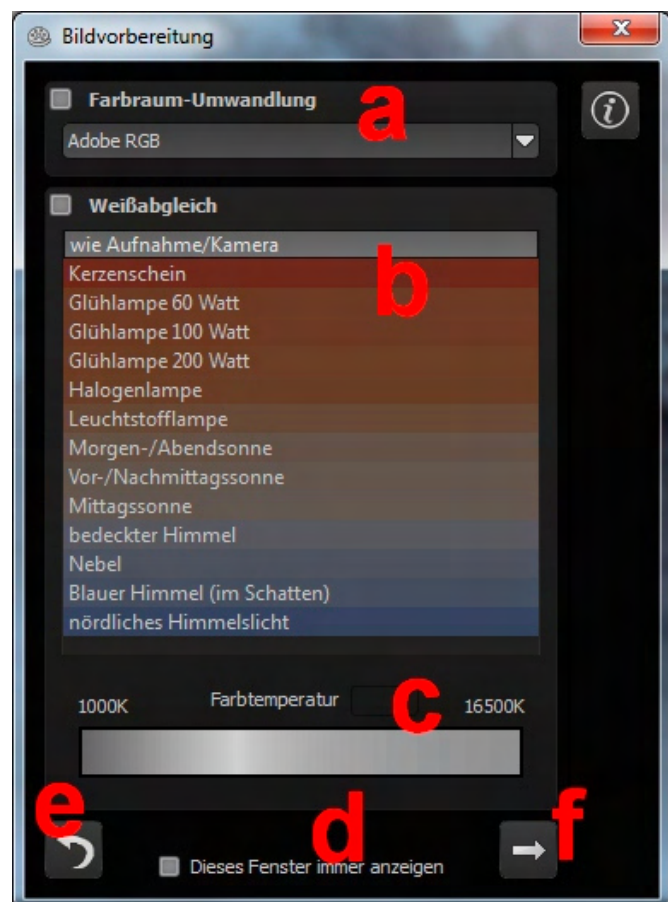 Bildvorbereitung
x
Farbraum-Umwandlung
a
i
Adobe RGB
Weißabgleich
wie Aufnahme/Kamera
b
Kerzenschein
Glühlampe 60 Watt
Glühlampe 100 Watt
Glühlampe 200 Watt
Halogenlampe
Leuchtstofflampe
Morgen-/Abendsonne
Vor-/Nachmittagssonne
Mittagssonne
bedeckter Himmel
Nebel
Blauer Himmel (im Schatten)
nördliches Himmelslicht
1000K Farbtemperatur c 16500K
e d f
Dieses Fenster immer anzeigen